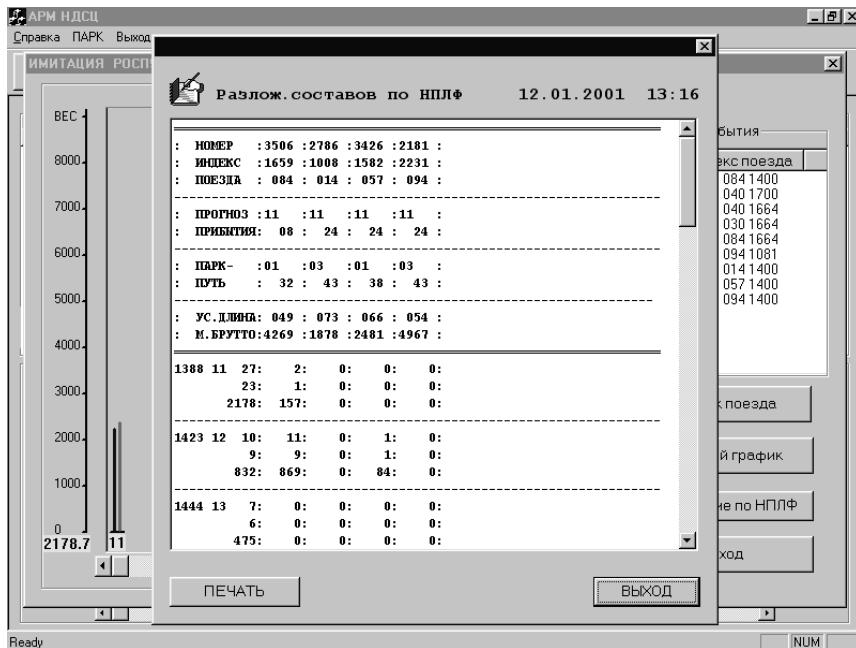 АРМ НДСЦ
Справка ПАРК Выход
ИМИТАЦИЯ РОСП
Разлож.составов по НПЛФ 12.01.2001 13:16
: НОМЕР :3506 :2786 :3426 :2181 :
: ИНДЕКС :1659 :1008 :1582 :2231 :
: ПОЕЗДА : 084 : 014 : 057 : 094 :
: ПРОГНОЗ :11 :11 :11 :11 :
: ПРИБЫТИЯ: 08 : 24 : 24 : 24 :
: ПАРК- :01 :03 :01 :03 :
: ПУТЬ : 32 : 43 : 38 : 43 :
: УС.ДЛИНА: 049 : 073 : 066 : 054 :
: М.БРУТТО:4269 :1878 :2481 :4967 :
1388 11 27: 2: 0: 0: 0:
23: 1: 0: 0: 0:
2178: 157: 0: 0: 0:
1423 12 10: 11: 0: 1: 0:
9: 9: 0: 1: 0:
832: 869: 0: 84: 0:
1444 13 7: 0: 0: 0: 0:
6: 0: 0: 0: 0:
475: 0: 0: 0: 0:
ПЕЧАТЬ
ВЫХОД
ВЕС
8000
7000
6000
5000
4000
3000
2000
1000
0
2178.7 11
бытия
екс поезда
084 1400
040 1700
040 1664
030 1664
084 1664
094 1081
014 1400
057 1400
094 1400
поезда
й график
ие по НПЛФ
ход
Ready NUM